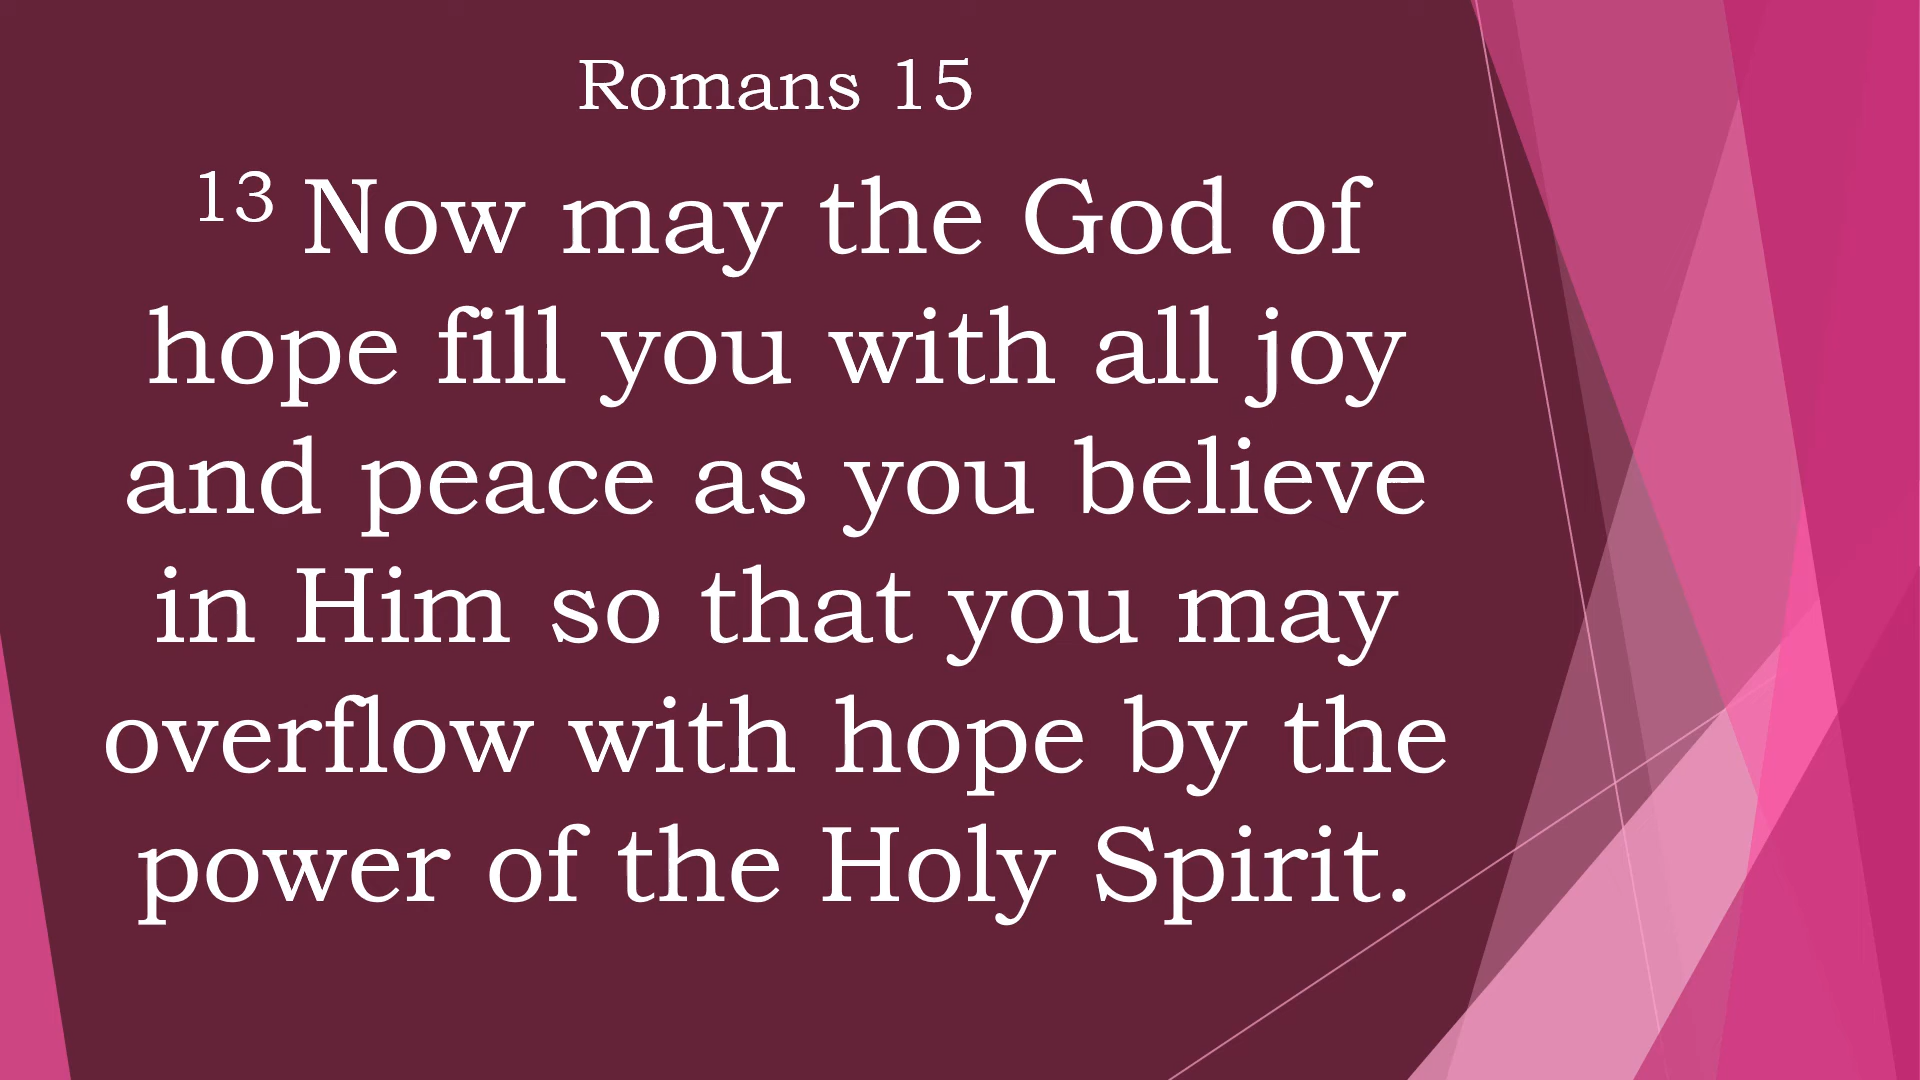 Romans 15
13 Now may the God of
hope fill you with all joy
and peace as you believe
in Him so that you may
overflow with hope by the
power of the Holy Spirit.